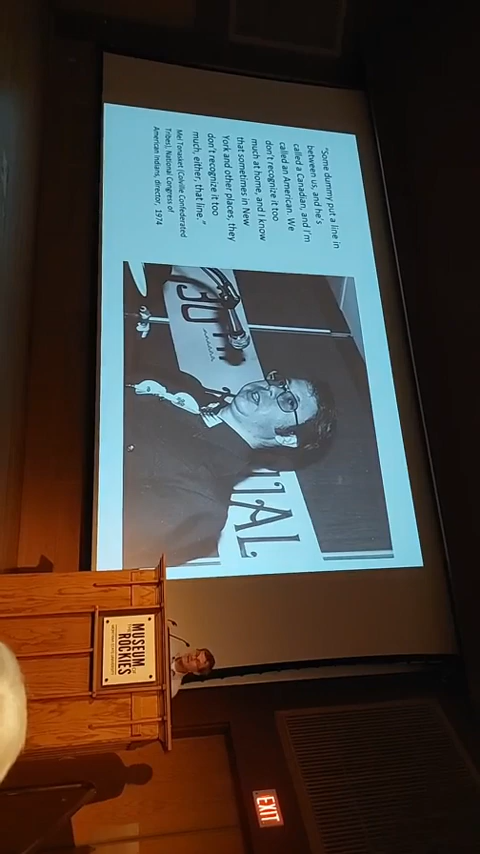 "Some dummy put a line in
between us, and he's
called a Canadian, and I'm
called an American. We
don't recognize it too
much at home, and I know
that sometimes in New
York and other places, they
don't recognize it too
much, either, that line."
Mel Tonasket (Colville Confederated
Tribes), National Congress of
American Indians, director, 1974
30TH
MUSEUM
OF THE
ROCKIES
EXIT